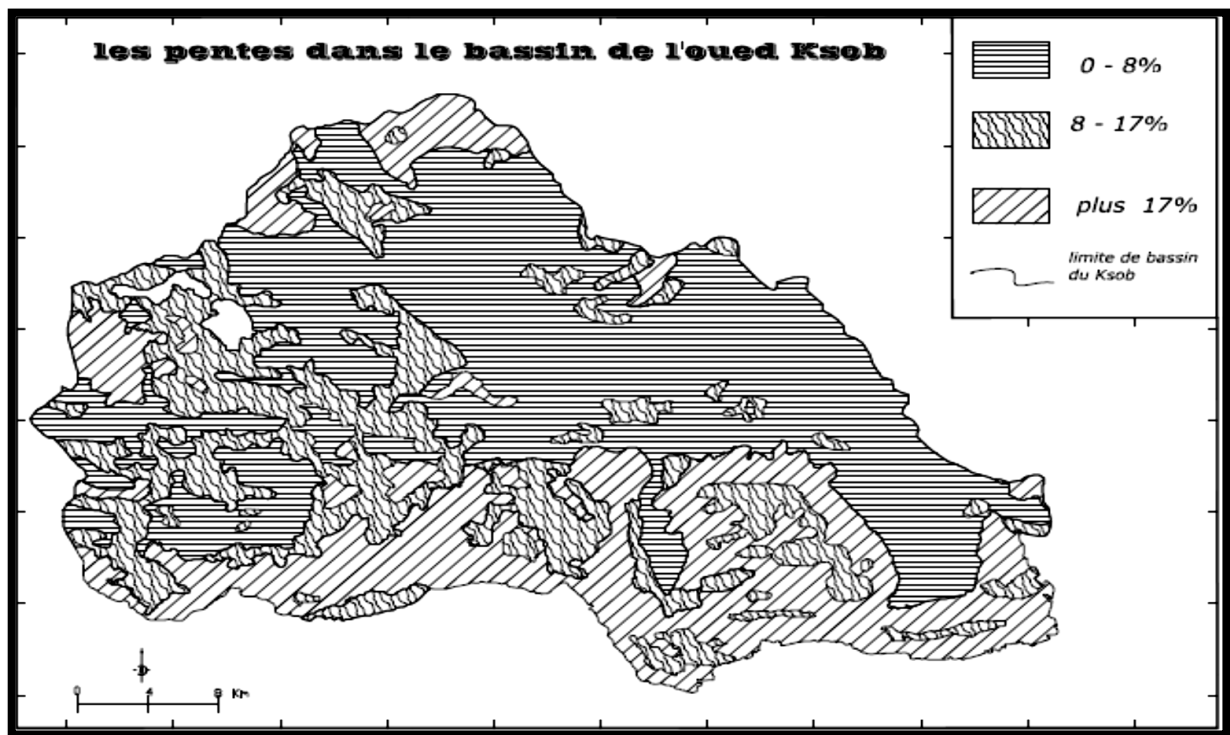 les pentes dans le bassin de l'oued Ksob
0 - 8%
8 - 17%
plus 17%
limite de bassin
du Ksob
0 4 8 Km